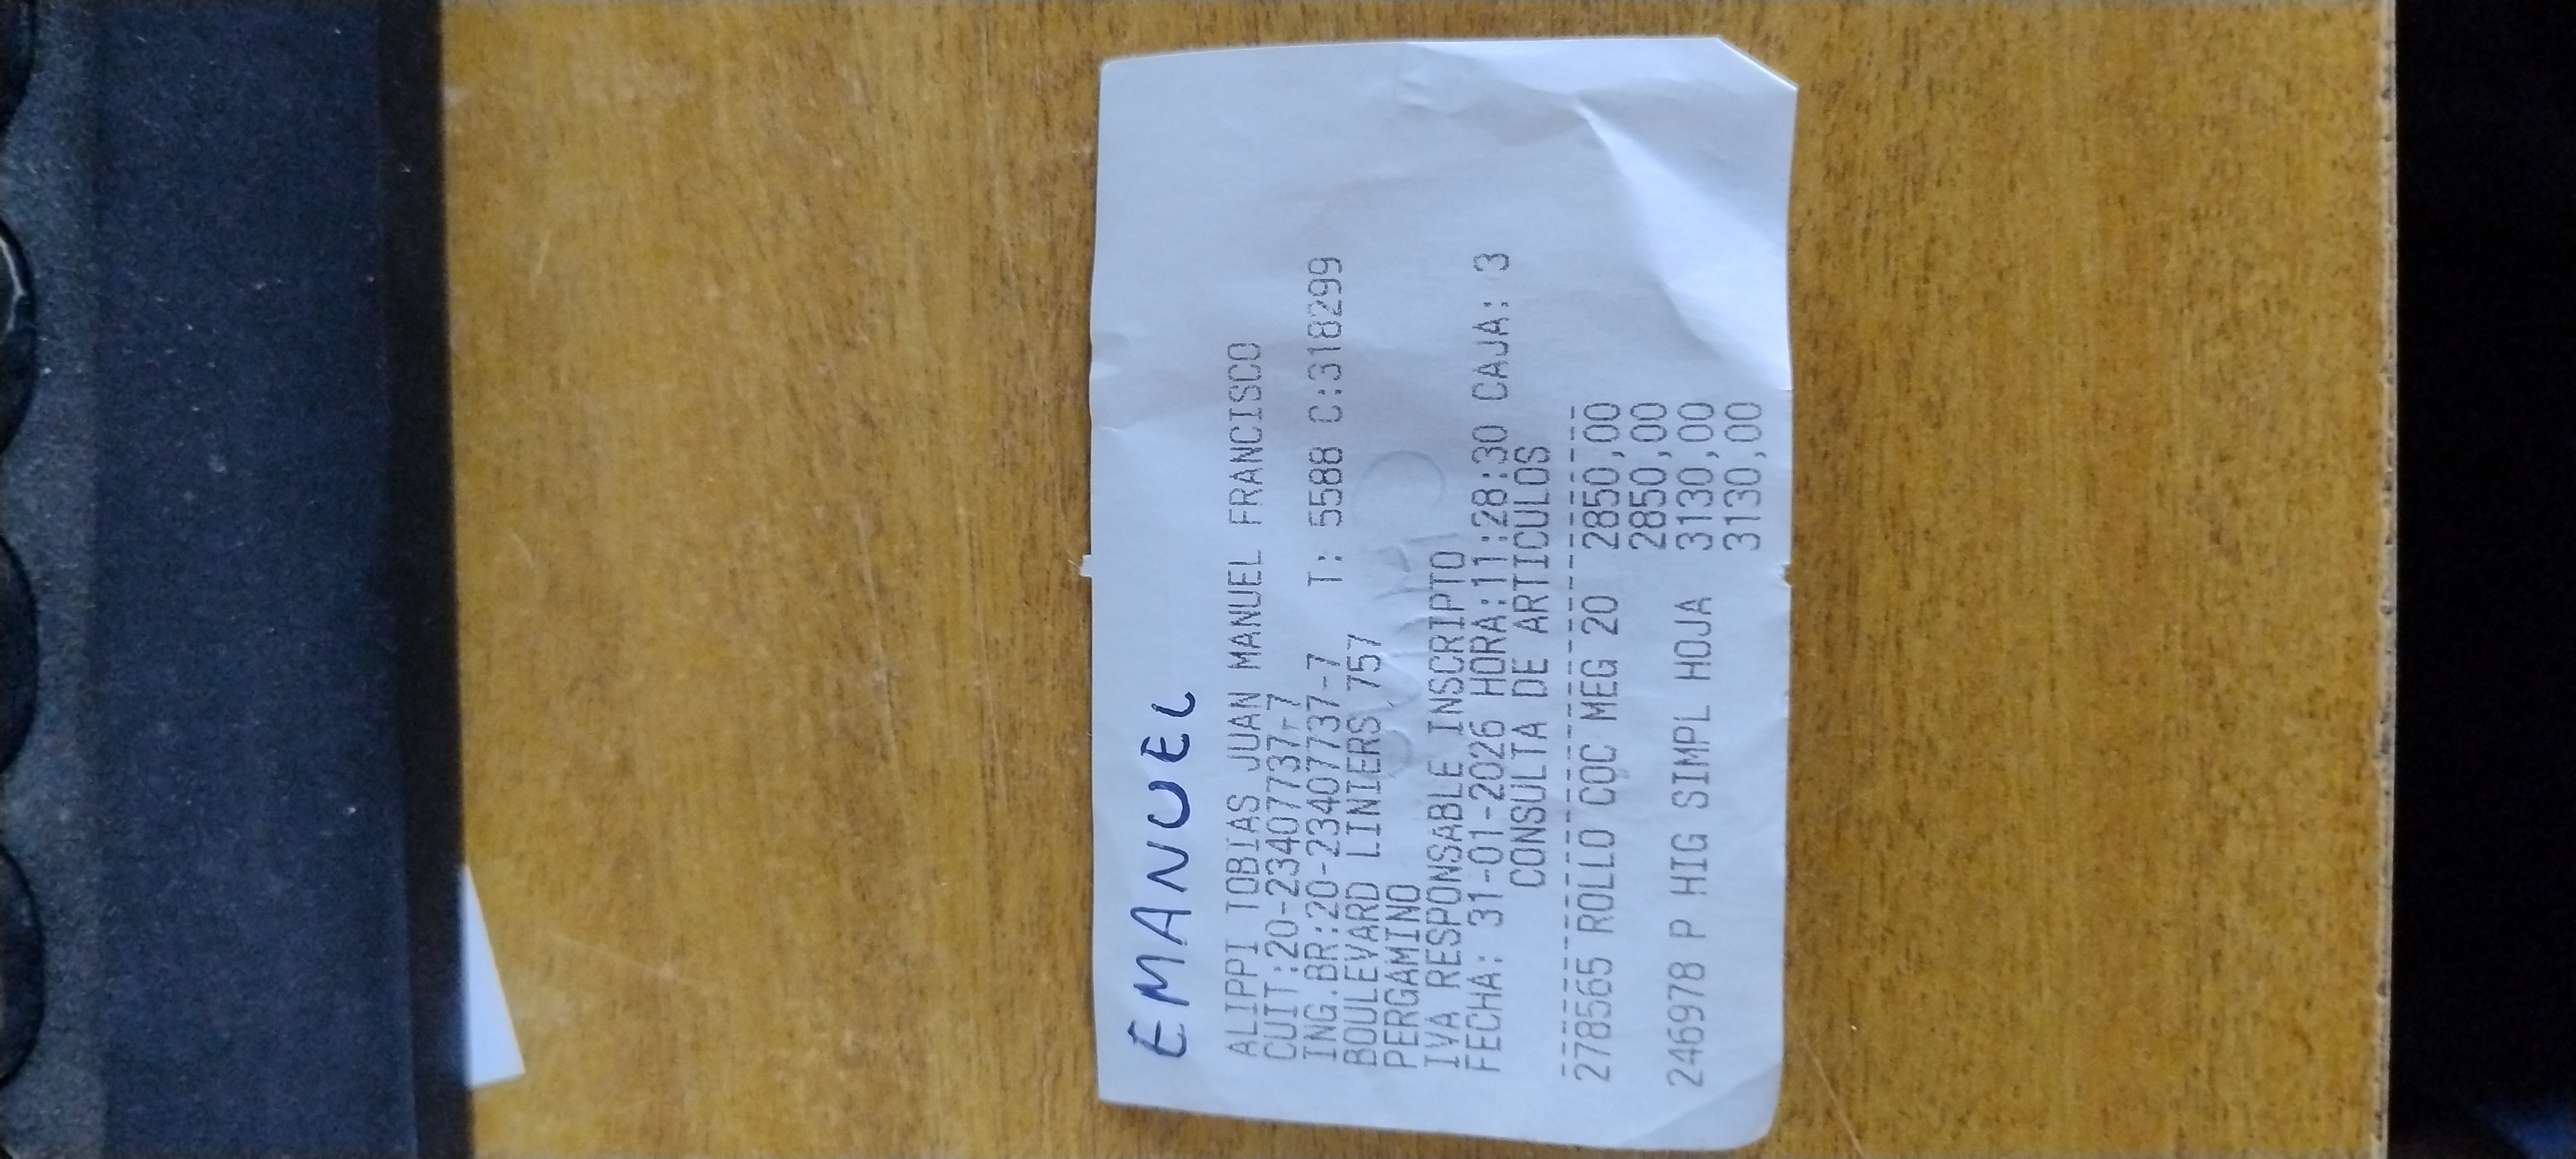 EMANUEL
ALIPPI TOBIAS JUAN MANUEL FRANCISCO
CUIT:20-23407737-7
ING.BR:20-23407737-7 T: 5588 C:318299
BOULEVARD LINIERS 757
PERGAMINO
IVA RESPONSABLE INSCRIPTO
FECHA: 31-01-2026 HORA:11:28:30 CAJA: 3
CONSULTA DE ARTICULOS
278565 ROLLO COC MEG 20 2850,00
2850,00
246978 P HIG SIMPL HOJA 3130,00
3130,00